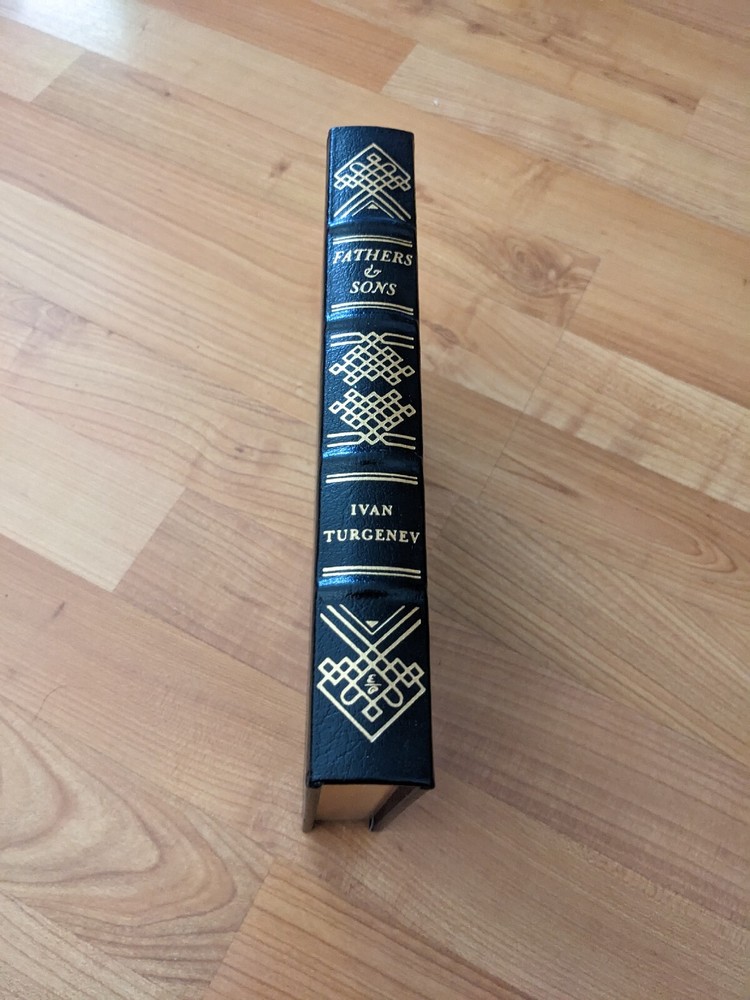 FATHERS
&
SONS
IVAN
TURGENEV
E
P